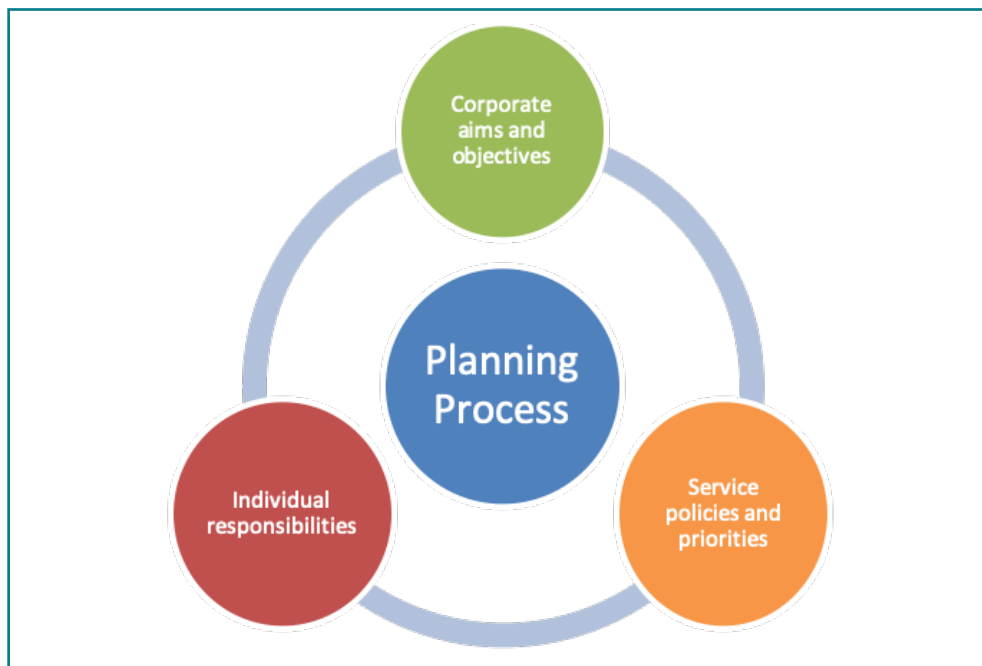 Corporate
aims and
objectives
Planning
Process
Individual
responsibilities
Service
policies and
priorities